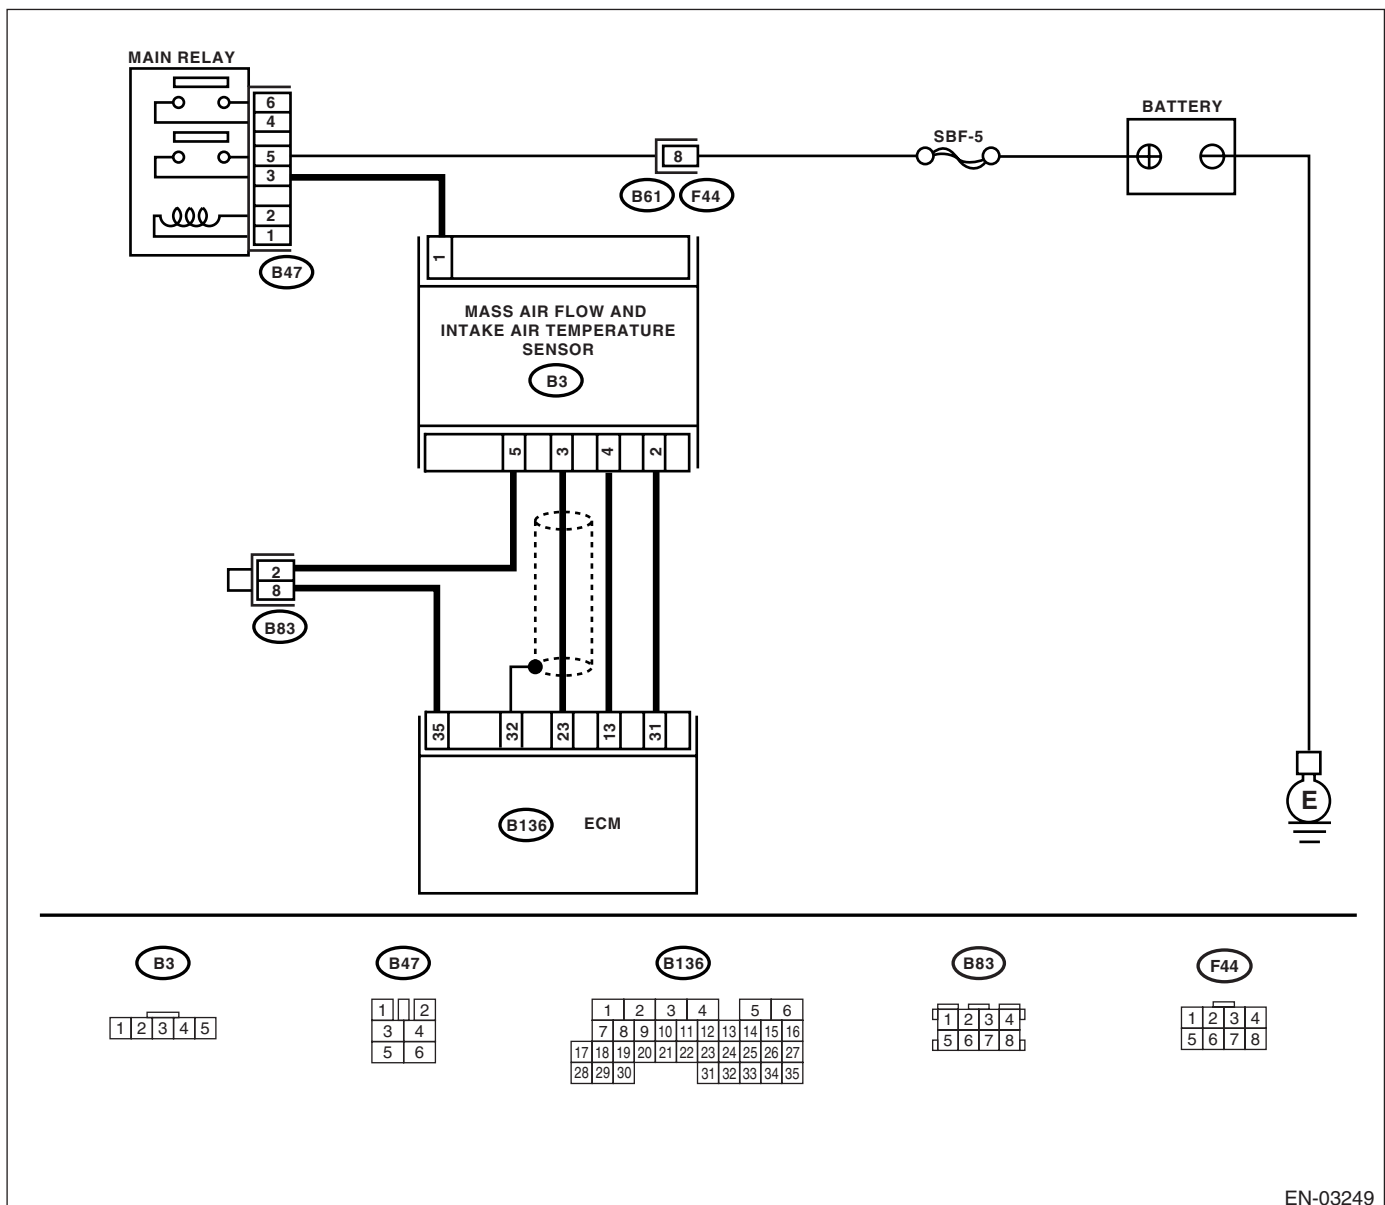 MAIN RELAY
6
4
5
3
2
1
B47
8
B61 F44
SBF-5
BATTERY
1
MASS AIR FLOW AND
INTAKE AIR TEMPERATURE
SENSOR
B3
5 3 4 2
2
8
B83
35 32 23 13 31
B136 ECM
E
B3
1 2 3 4 5
B47
1 2
3 4
5 6
B136
1 2 3 4 5 6
7 8 9 10 11 12 13 14 15 16
17 18 19 20 21 22 23 24 25 26 27
28 29 30 31 32 33 34 35
B83
1 2 3 4
5 6 7 8
F44
1 2 3 4
5 6 7 8
EN-03249